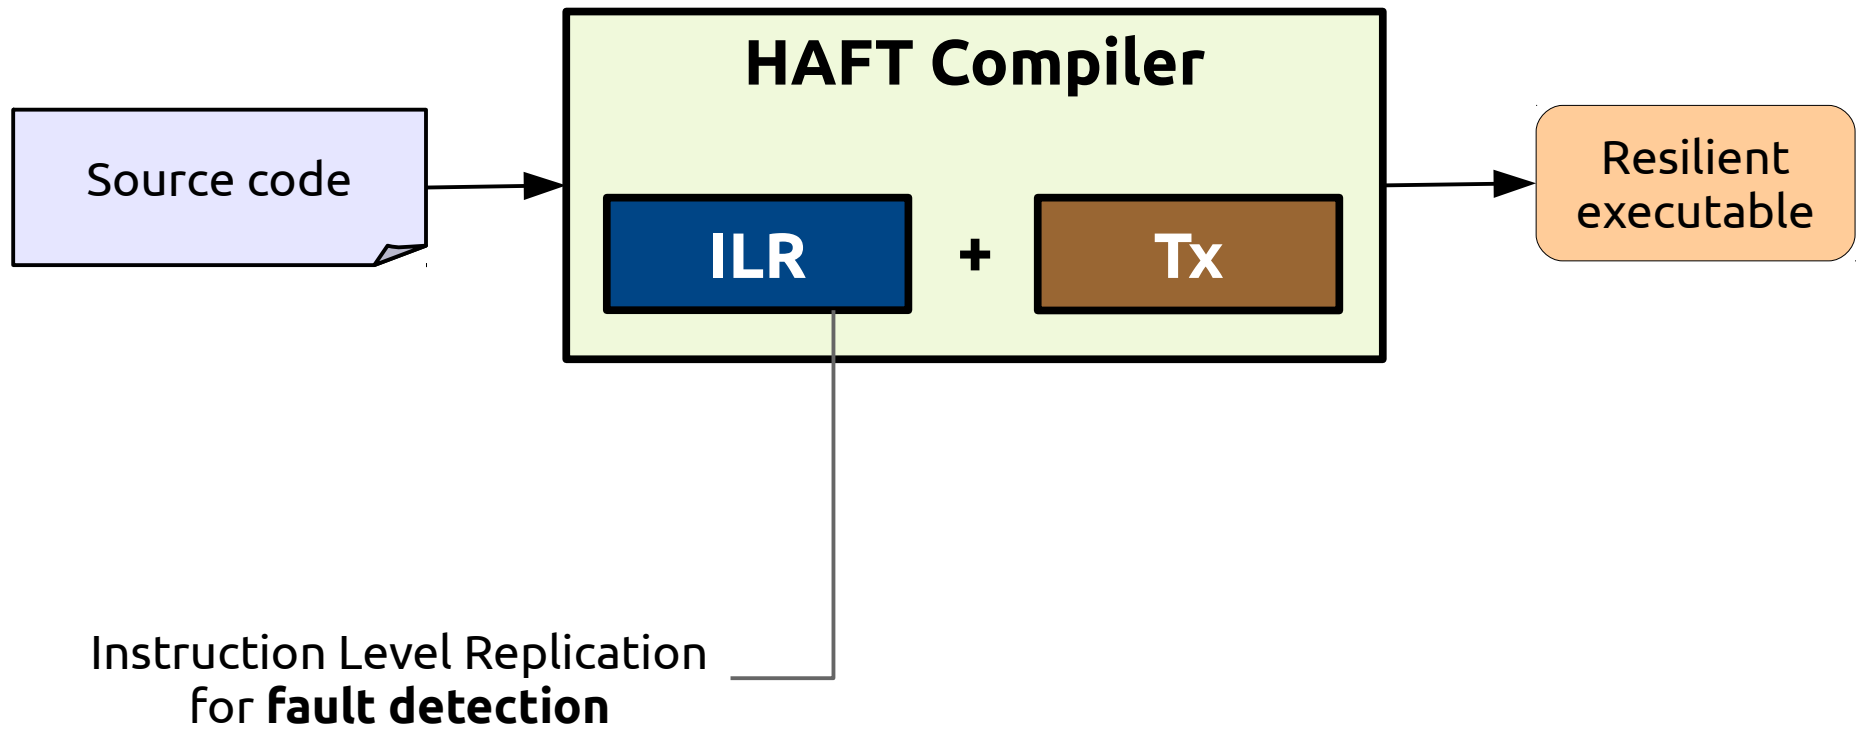 HAFT Compiler
Source code
ILR
+
Tx
Resilient
executable
Instruction Level Replication
for fault detection